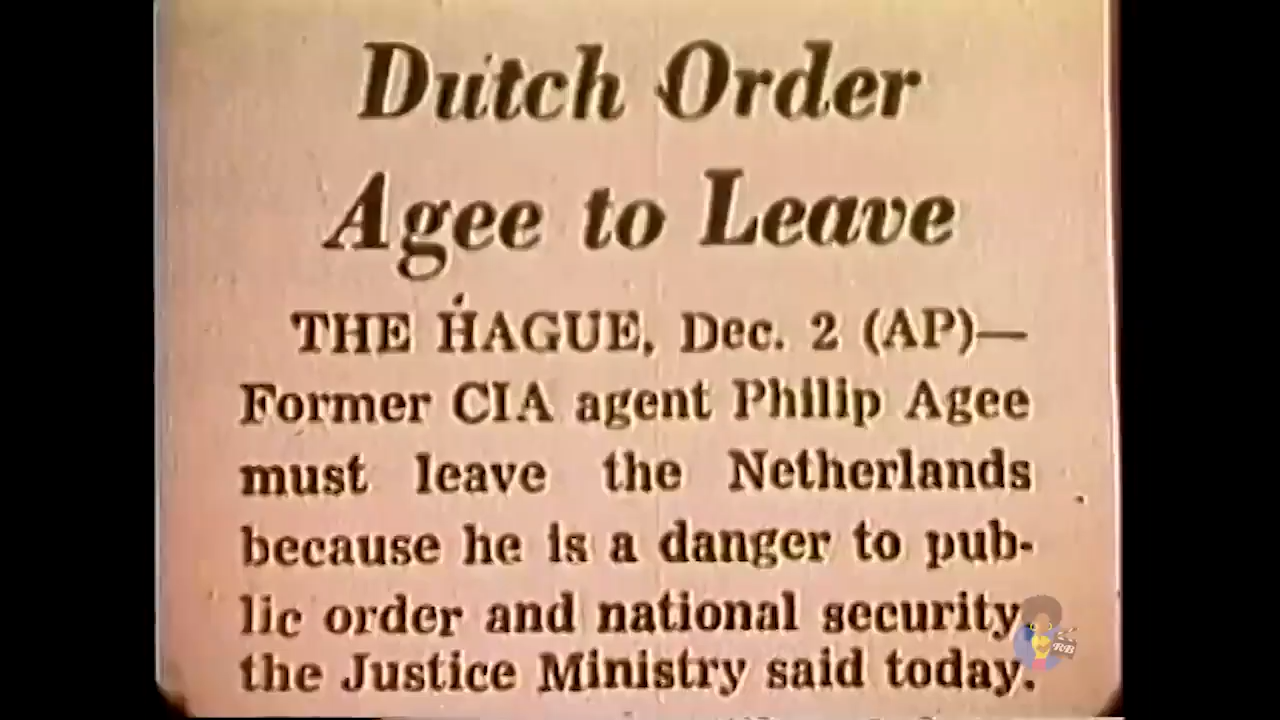 Dutch Order
Agee to Leave
THE HAGUE, Dec. 2 (AP)—
Former CIA agent Philip Agee
must leave the Netherlands
because he is a danger to pub-
lic order and national security,
the Justice Ministry said today.
RB